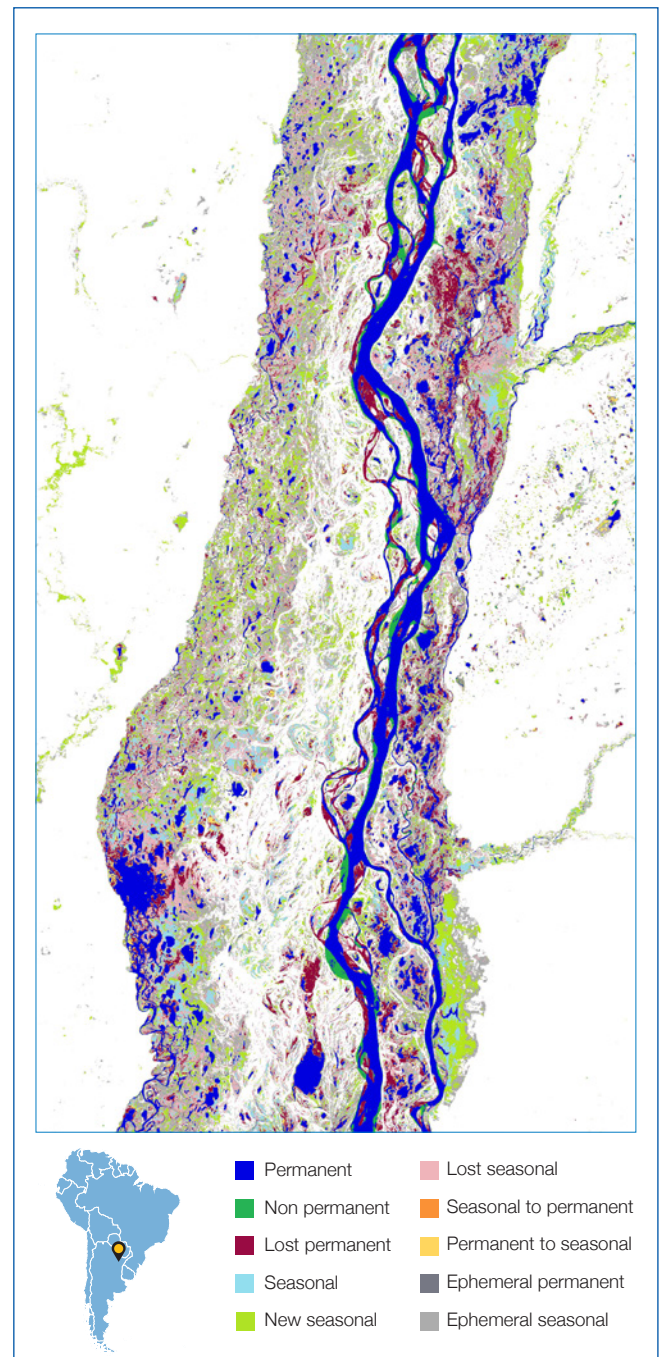 Permanent
Non permanent
Lost permanent
Seasonal
New seasonal
Lost seasonal
Seasonal to permanent
Permanent to seasonal
Ephemeral permanent
Ephemeral seasonal